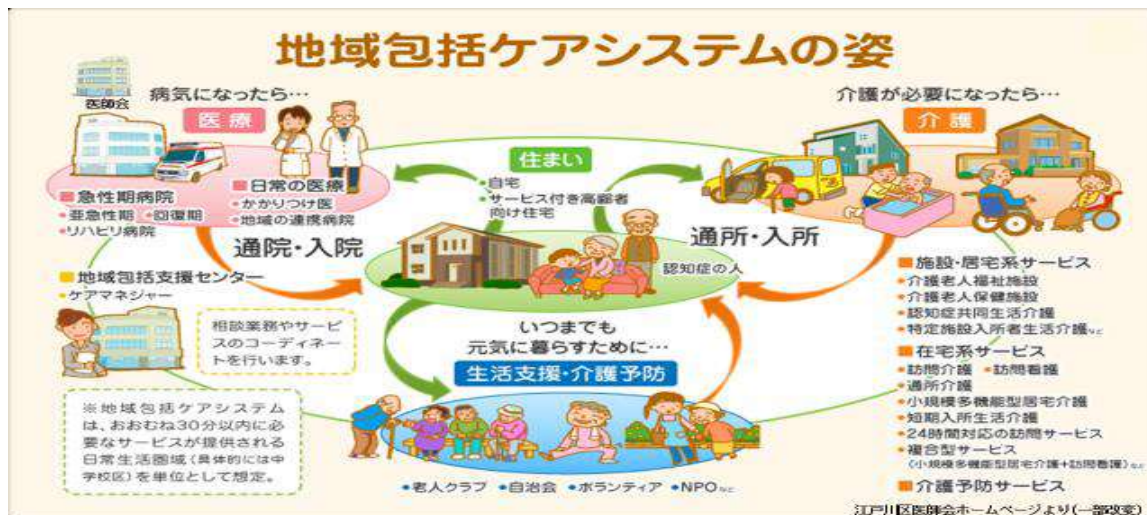 地域包括ケアシステムの姿
医師会
病気になったら…
医療
■急性期病院
•亜急性期 •回復期
•リハビリ病院
■日常の医療
•かかりつけ医
•地域の連携病院
通院・入院
住まい
•自宅
•サービス付き高齢者
向け住宅
認知症の人
介護が必要になったら…
介護
通所・入所
■地域包括支援センター
•ケアマネジャー
相談業務やサービ
スのコーディネー
トを行います。
いつまでも
元気に暮らすために…
生活支援・介護予防
•老人クラブ •自治会 •ボランティア •NPO など
※地域包括ケアシステム
は、おおむね30分以内に必
要なサービスが提供される
日常生活圏域(具体的には中
学校区)を単位として想定。
■施設・居宅系サービス
•介護老人福祉施設
•介護老人保健施設
•認知症共同生活介護
•特定施設入所者生活介護など
■在宅系サービス
•訪問介護 •訪問看護
•通所介護
•小規模多機能型居宅介護
•短期入所生活介護
•24時間対応の訪問サービス
•複合型サービス
(小規模多機能型居宅介護+訪問看護)など
■介護予防サービス
江戸川区医師会ホームページより(一部改変)